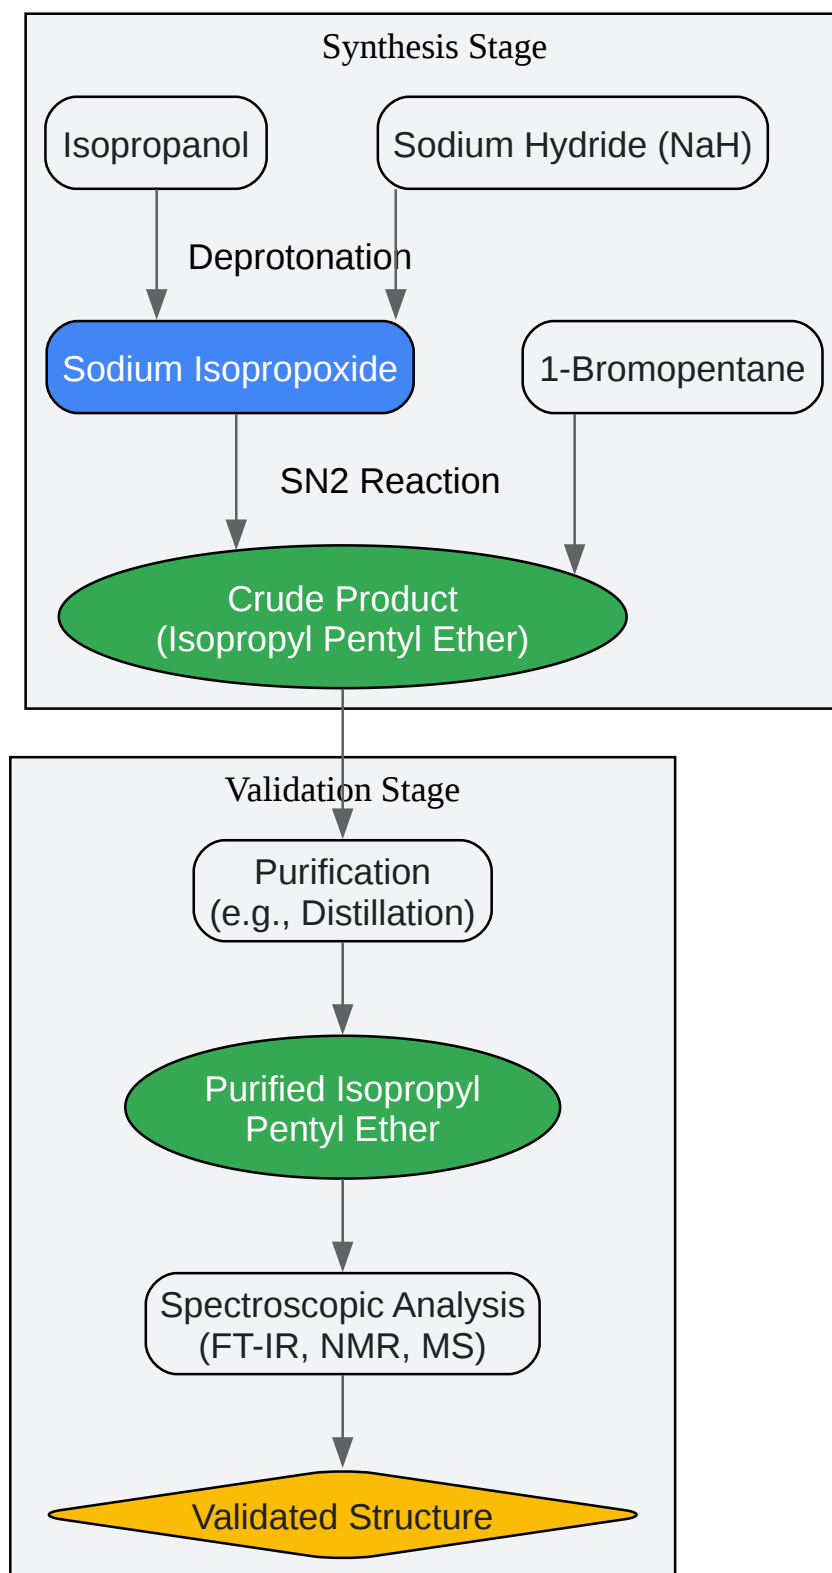 Synthesis Stage
Isopropanol
Sodium Hydride (NaH)
Deprotonation
Sodium Isopropoxide
1-Bromopentane
SN2 Reaction
Crude Product
(Isopropyl Pentyl Ether)
Validation Stage
Purification
(e.g., Distillation)
Purified Isopropyl
Pentyl Ether
Spectroscopic Analysis
(FT-IR, NMR, MS)
Validated Structure